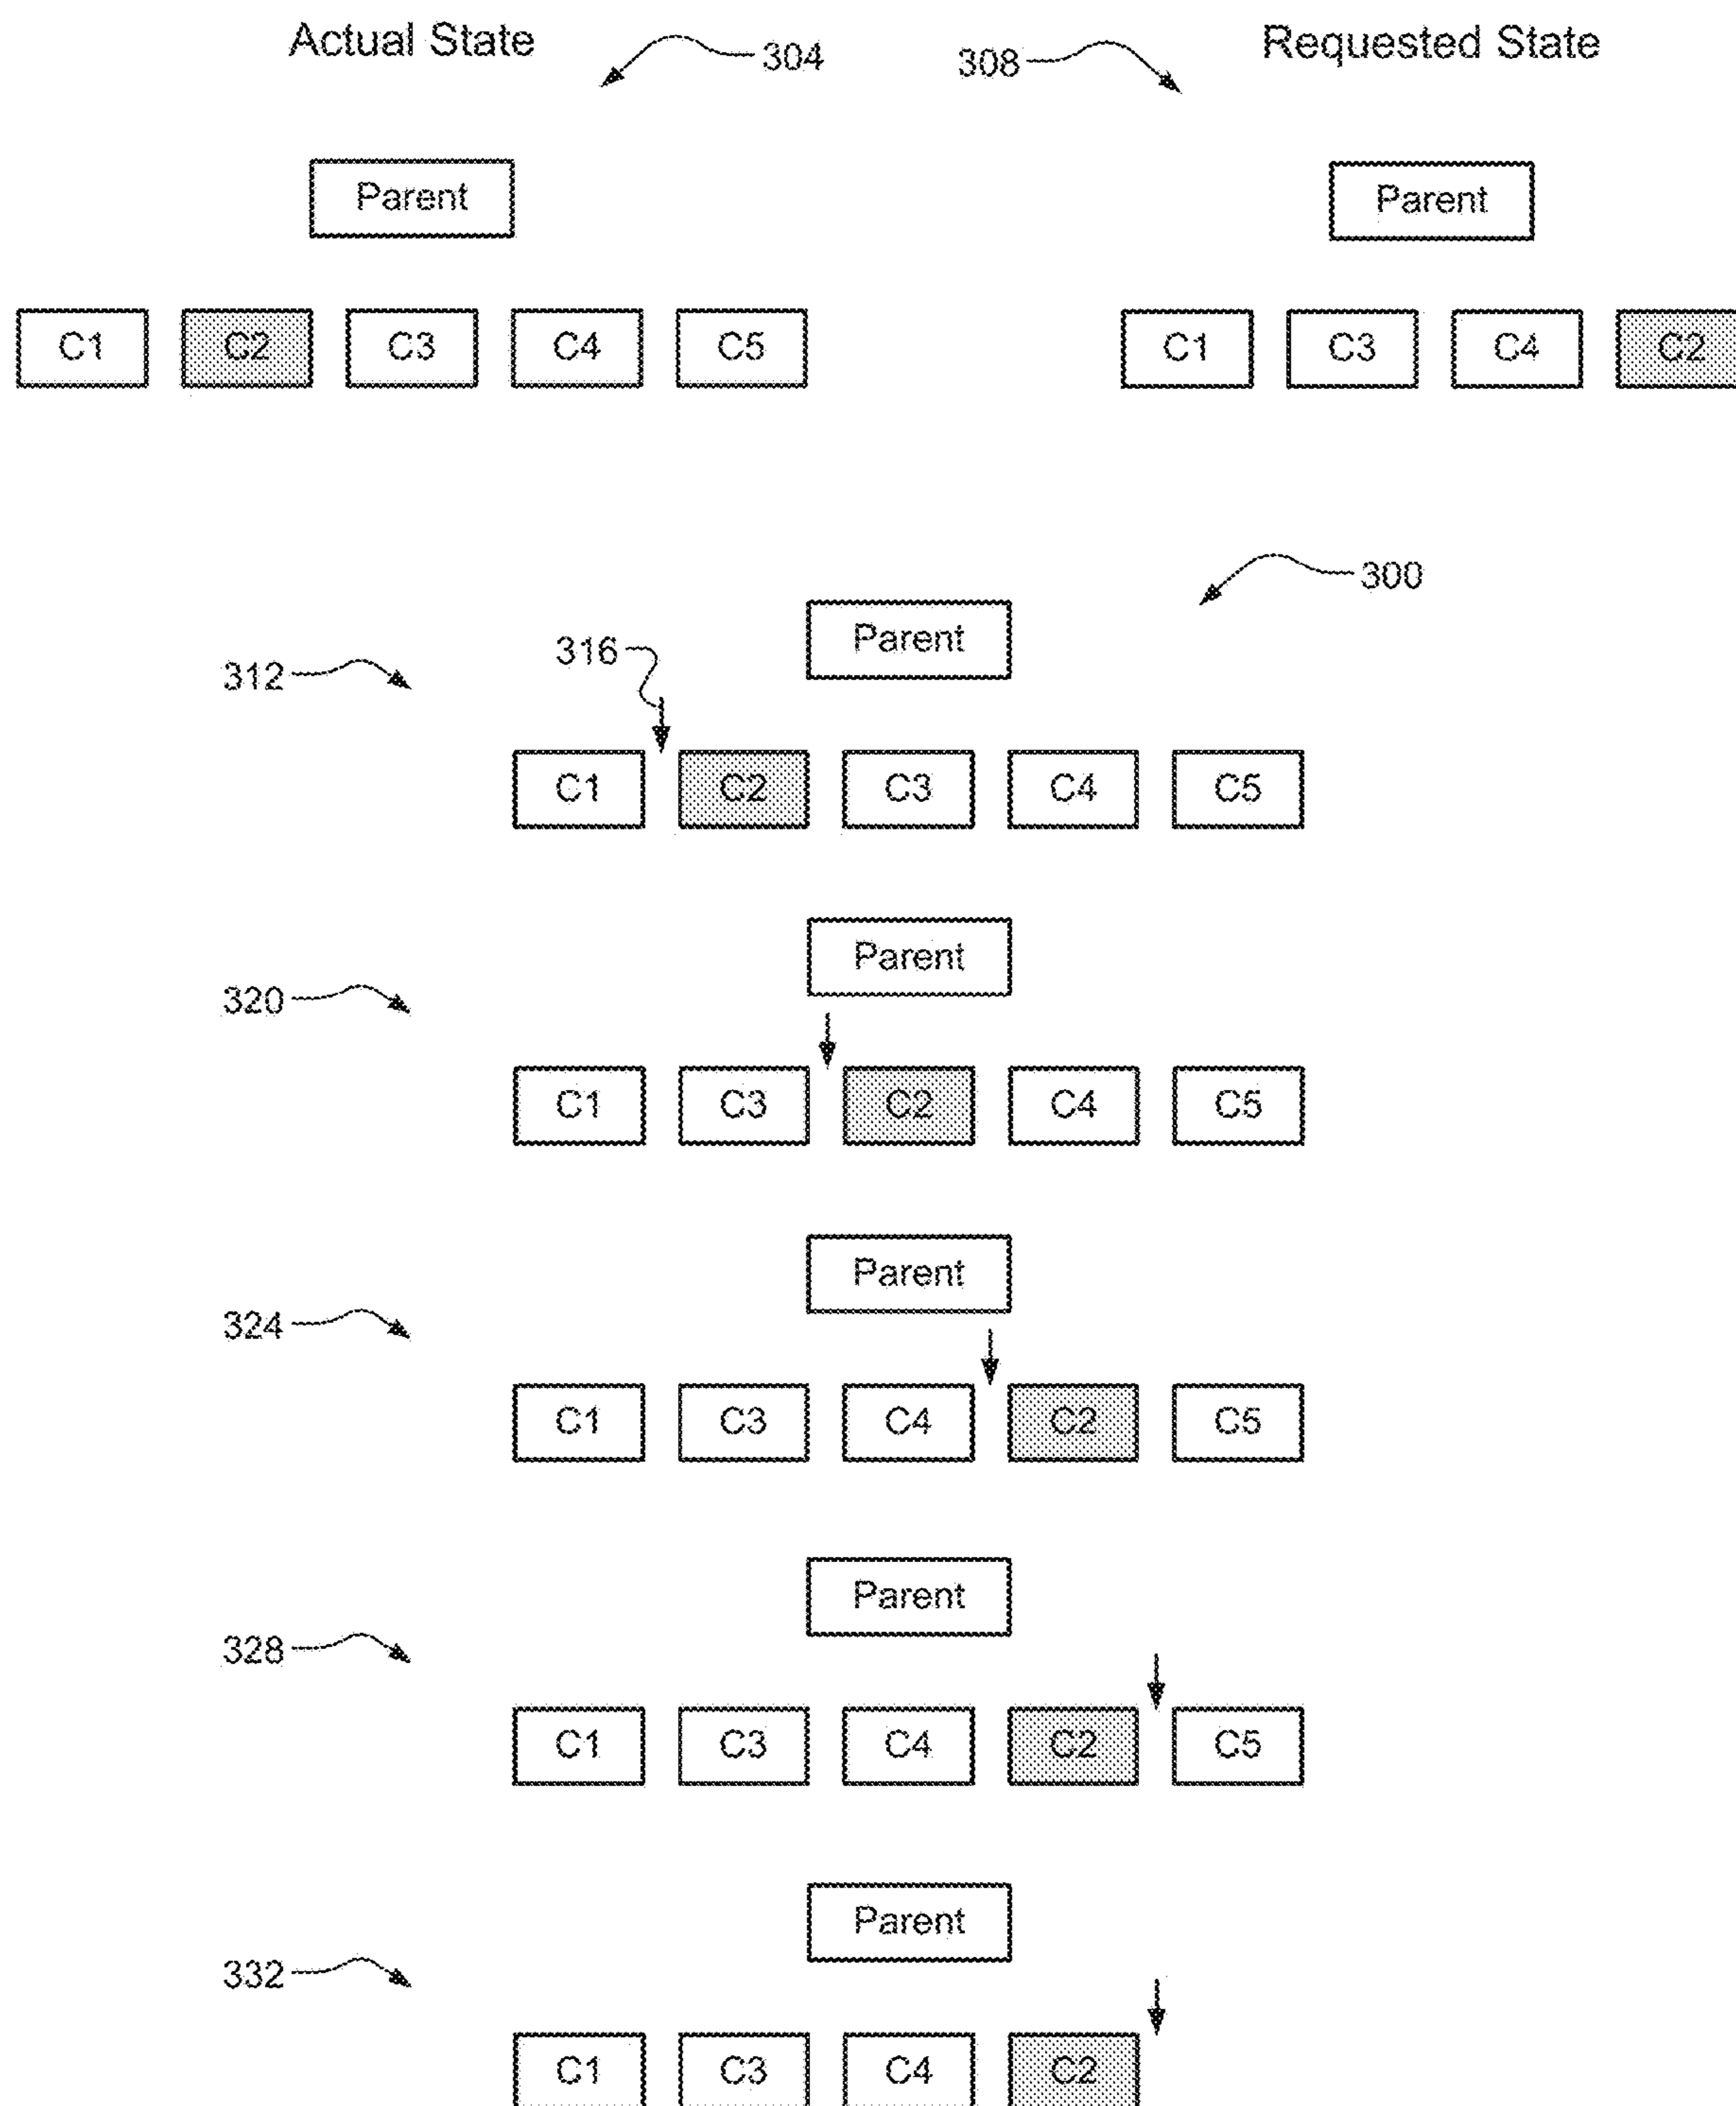 Actual State 304 308 Requested State
Parent Parent
C1 C2 C3 C4 C5 C1 C3 C4 C2
300
Parent
316
312
C1 C2 C3 C4 C5
Parent
320
C1 C3 C2 C4 C5
Parent
324
C1 C3 C4 C2 C5
Parent
328
C1 C3 C4 C2 C5
Parent
332
C1 C3 C4 C2